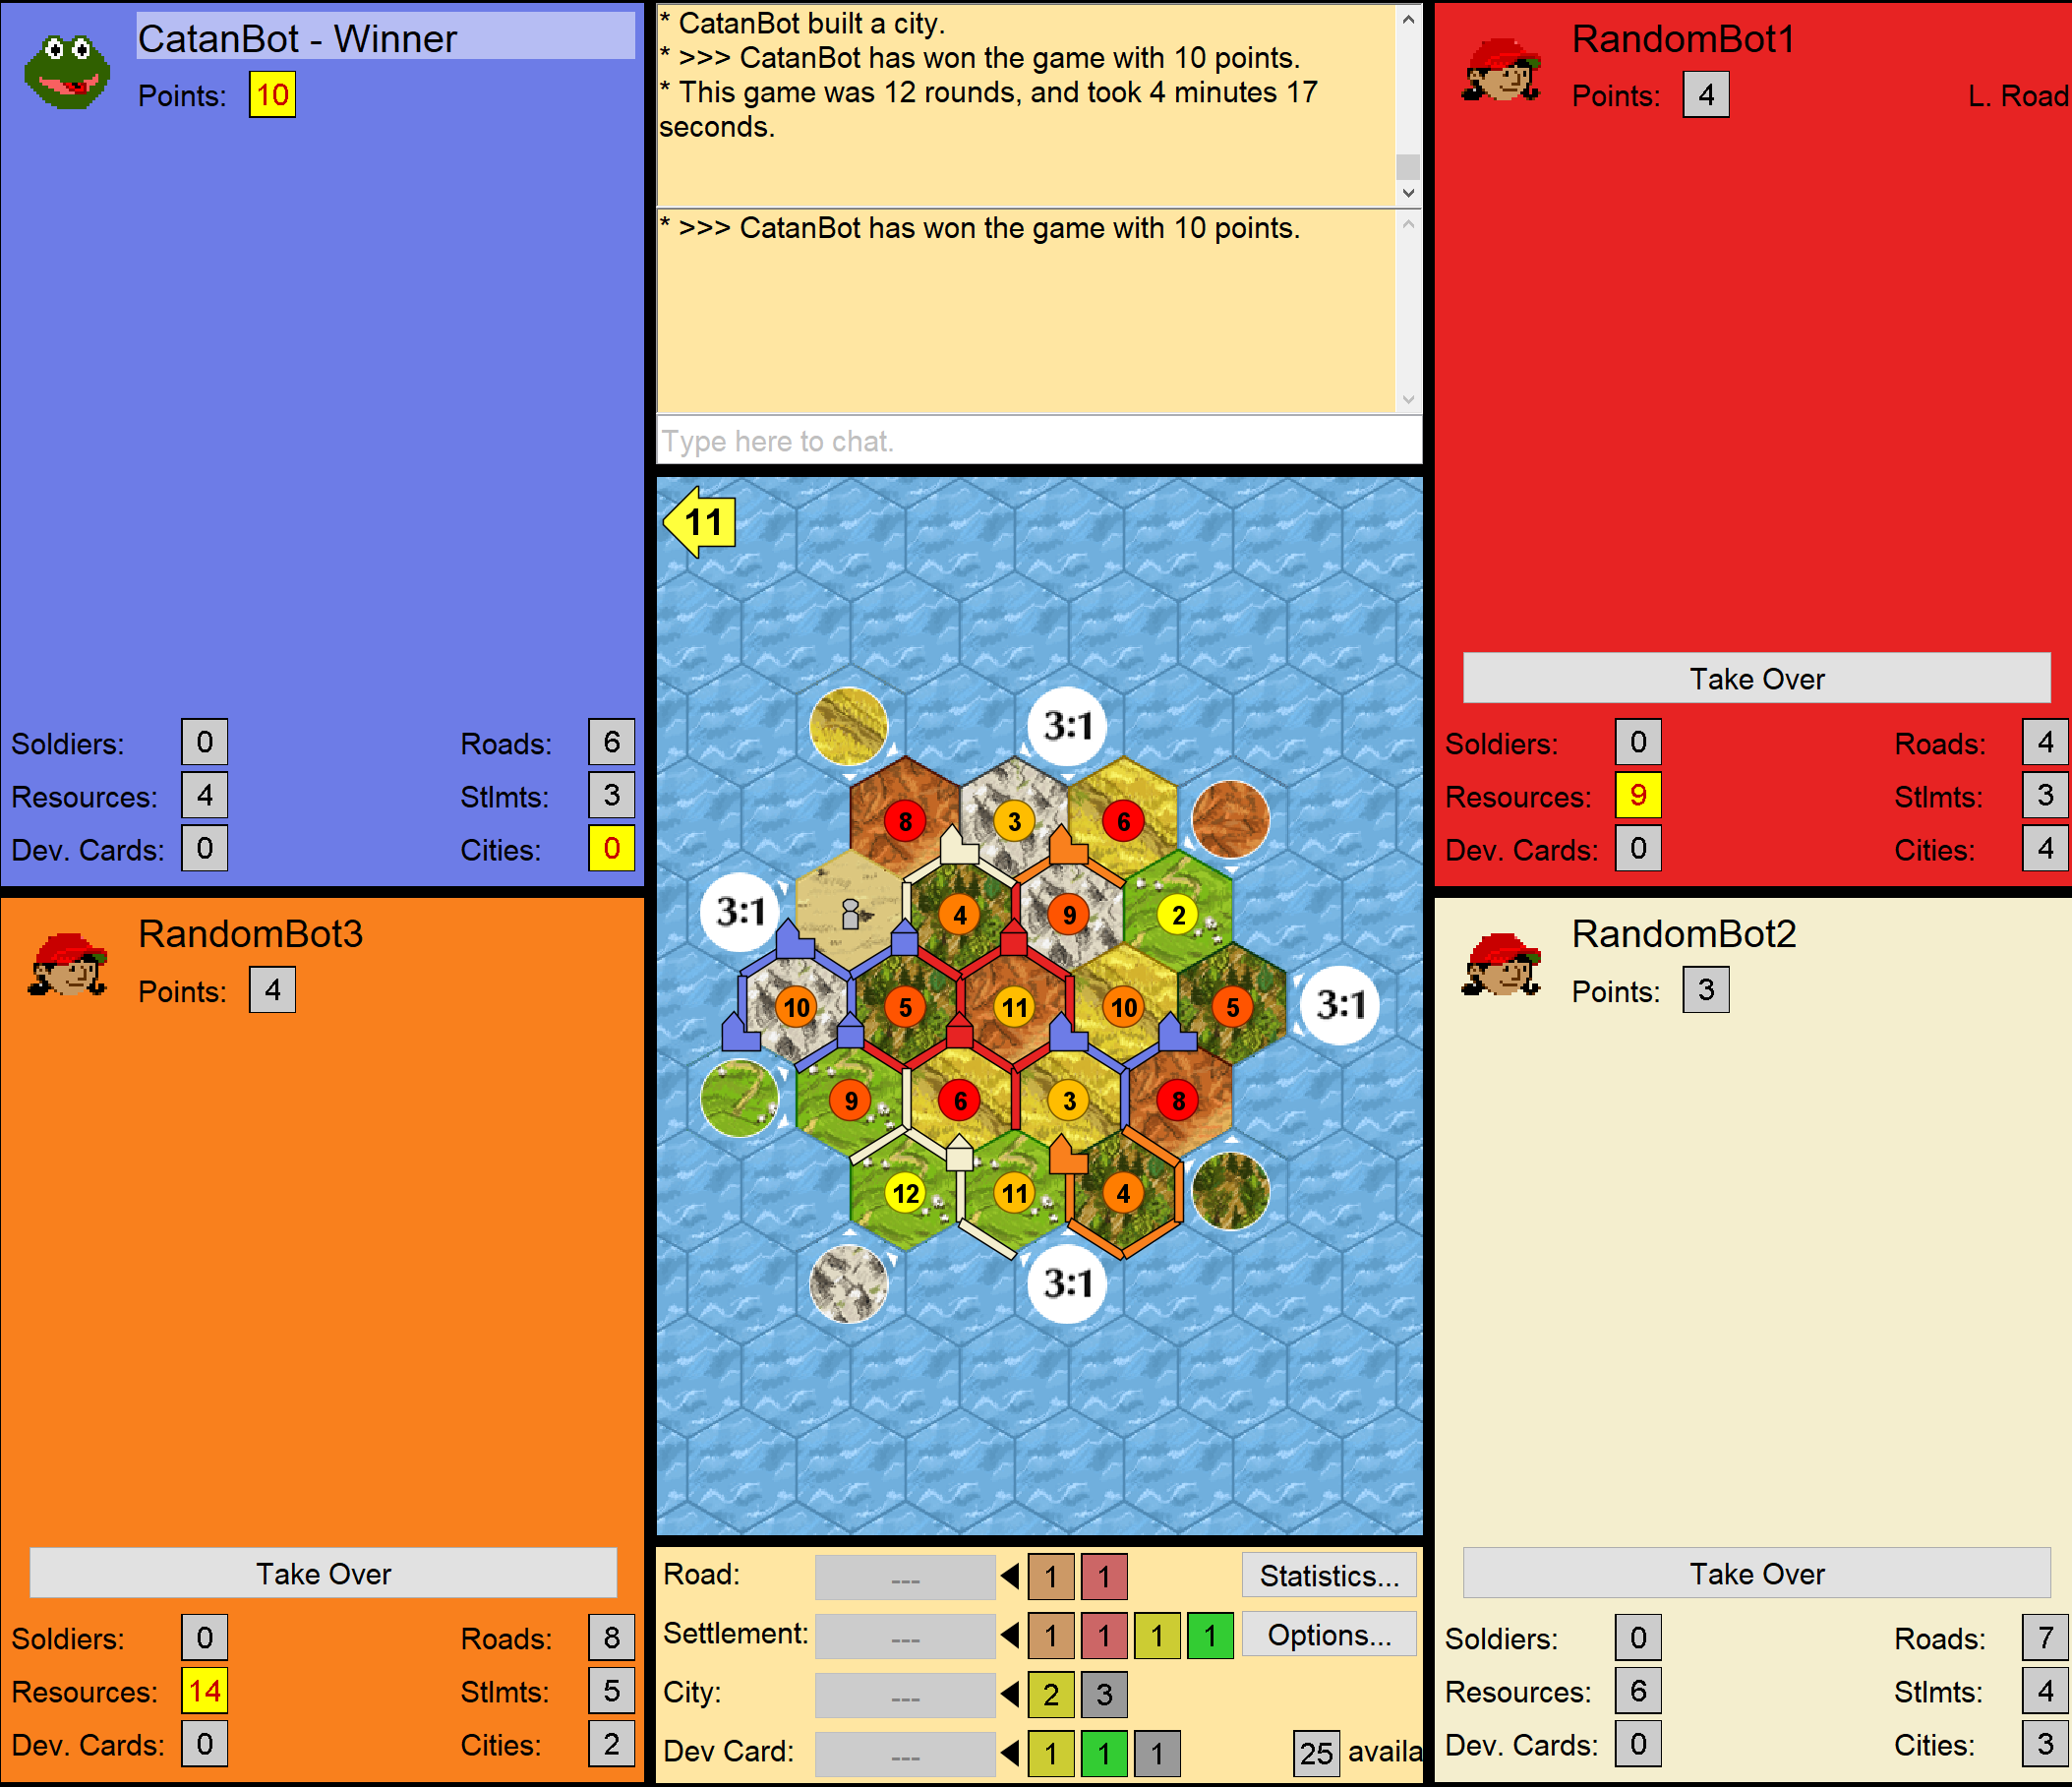 CatanBot - Winner
Points: 10
Soldiers: 0 Roads: 6
Resources: 4 Stlmts: 3
Dev. Cards: 0 Cities: 0
* CatanBot built a city.
* >>> CatanBot has won the game with 10 points.
* This game was 12 rounds, and took 4 minutes 17
seconds.
* >>> CatanBot has won the game with 10 points.
Type here to chat.
RandomBot1
Points: 4 L. Road
Take Over
Soldiers: 0 Roads: 4
Resources: 9 Stlmts: 3
Dev. Cards: 0 Cities: 4
11
3:1
8 3 6
3:1 4 9 2
10 5 11 10 5 3:1
9 6 3 8
12 11 4
3:1
RandomBot3
Points: 4
Take Over
Soldiers: 0 Roads: 8
Resources: 14 Stlmts: 5
Dev. Cards: 0 Cities: 2
Road: --- 1 1 Statistics...
Settlement: --- 1 1 1 1 Options...
City: --- 2 3
Dev Card: --- 1 1 1 25 availa
RandomBot2
Points: 3
Take Over
Soldiers: 0 Roads: 7
Resources: 6 Stlmts: 4
Dev. Cards: 0 Cities: 3